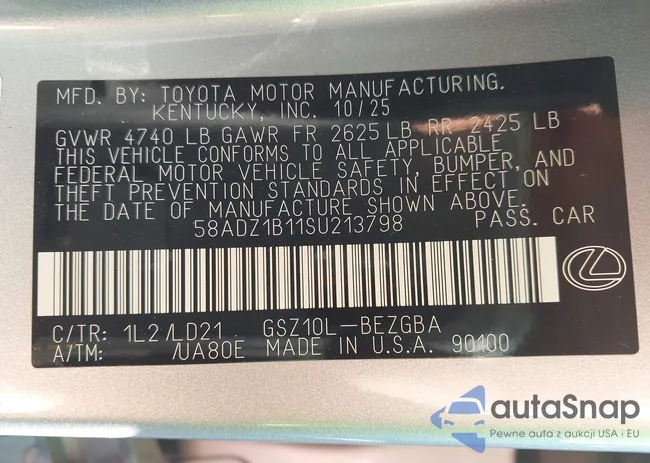 MFD. BY: TOYOTA MOTOR MANUFACTURING.
KENTUCKY, INC. 10/25
GVWR 4740 LB GAWR FR 2625 LB RR 2425 LB
THIS VEHICLE CONFORMS TO ALL APPLICABLE
FEDERAL MOTOR VEHICLE SAFETY, BUMPER, AND
THEFT PREVENTION STANDARDS IN EFFECT ON
THE DATE OF MANUFACTURE SHOWN ABOVE.
58ADZ1B11SU213798 PASS. CAR
C/TR: 1L2/LD21 GSZ10L-BEZGBA
A/TM: /UA80E MADE IN U.S.A. 90100
autaSnap
Pewne auta z aukcji USA i EU